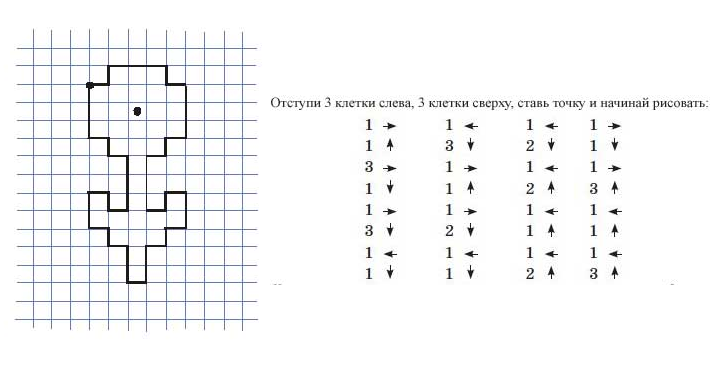 Отступи 3 клетки слева, 3 клетки сверху, ставь точку и начинай рисовать:
1 → 1 ← 1 ← 1 →
1 ↑ 3 ↓ 2 ↓ 1 ↓
3 → 1 → 1 ← 1 →
1 ↓ 1 ↑ 2 ↑ 3 ↑
1 → 1 → 1 ← 1 ←
3 ↓ 2 ↓ 1 ↑ 1 ↑
1 ← 1 ← 1 ← 1 ←
1 ↓ 1 ↓ 2 ↑ 3 ↑